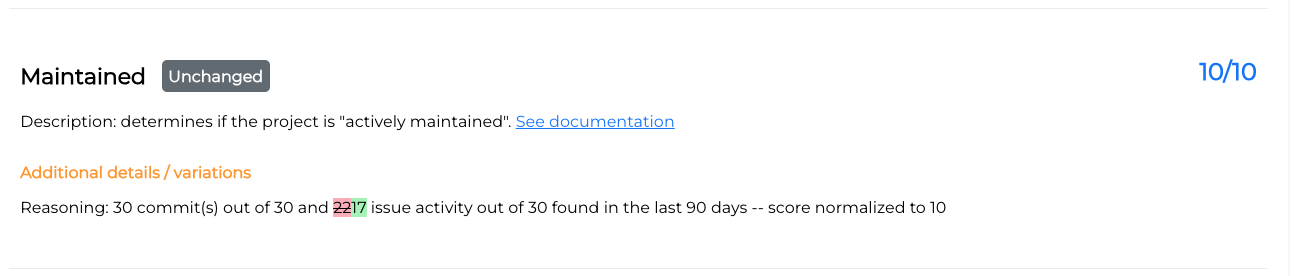 Maintained Unchanged 10/10
Description: determines if the project is "actively maintained". See documentation
Additional details / variations
Reasoning: 30 commit(s) out of 30 and 2217 issue activity out of 30 found in the last 90 days -- score normalized to 10